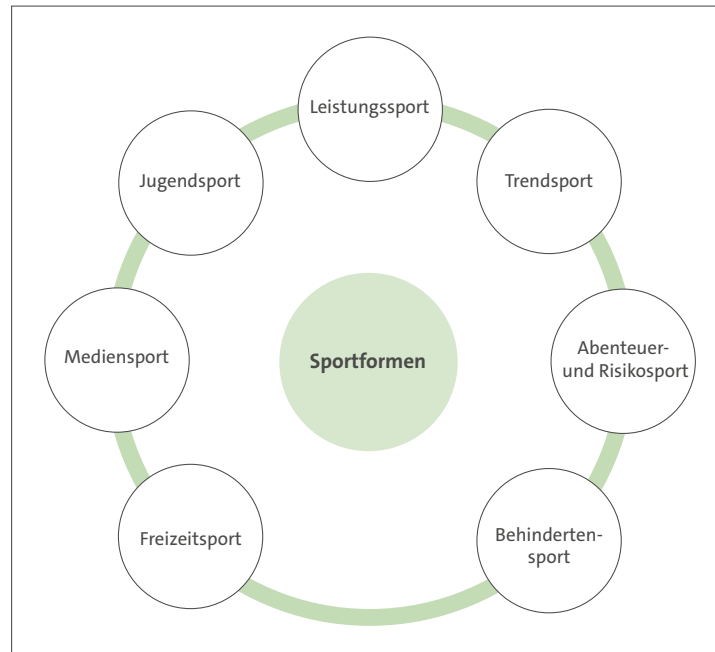 Leistungssport
Jugendsport
Trendsport
Mediensport
Sportformen
Abenteuer-
und Risikosport
Freizeitsport
Behinderten-
sport